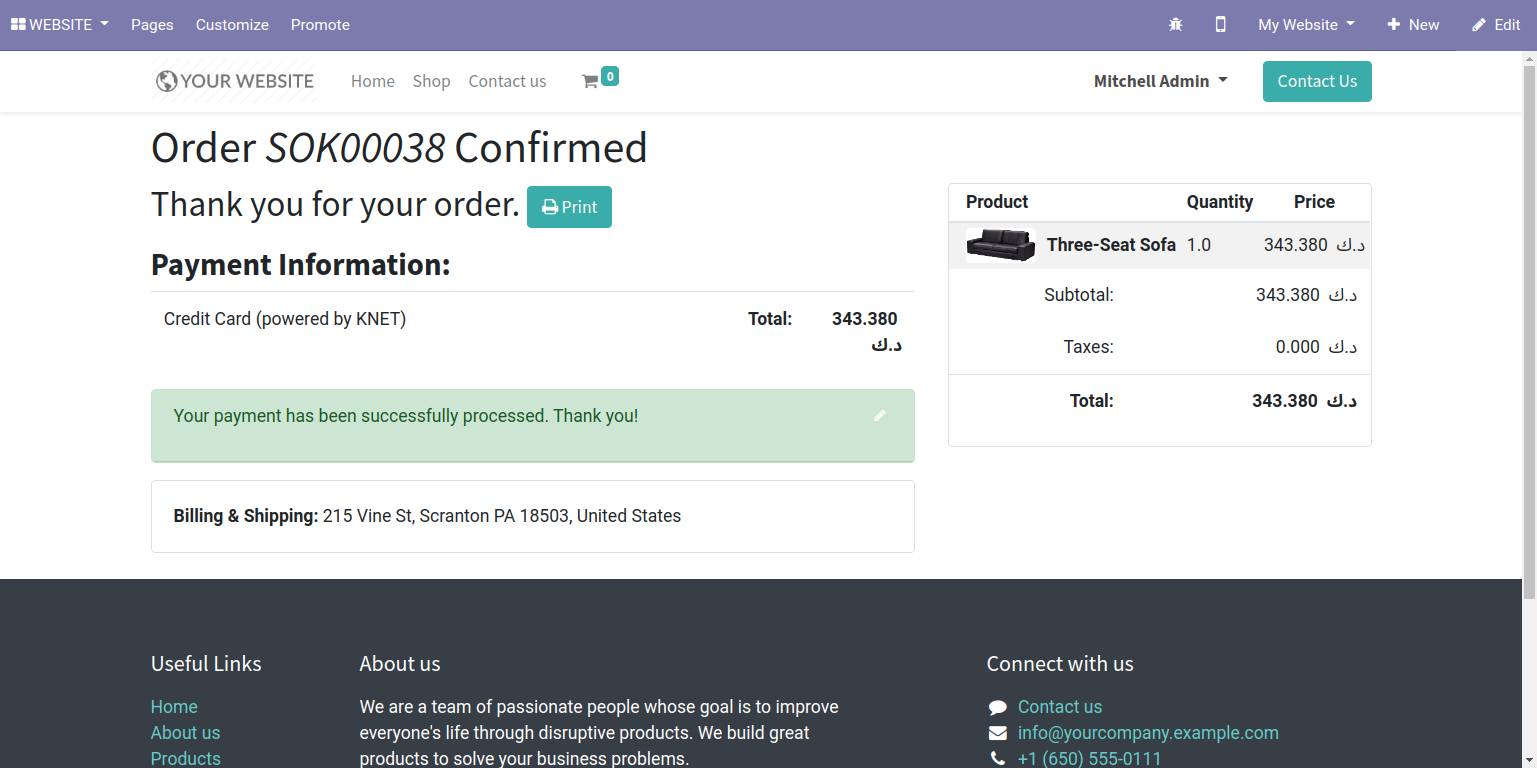 WEBSITE Pages Customize Promote My Website New Edit
YOUR WEBSITE Home Shop Contact us 0 Mitchell Admin Contact Us
Order SOK00038 Confirmed
Thank you for your order. Print
Payment Information:
Credit Card (powered by KNET) Total: 343.380
د.ك
Your payment has been successfully processed. Thank you!
Billing & Shipping: 215 Vine St, Scranton PA 18503, United States
Product Quantity Price
Three-Seat Sofa 1.0 343.380 د.ك
Subtotal: 343.380 د.ك
Taxes: 0.000 د.ك
Total: 343.380 د.ك
Useful Links
Home
About us
Products
About us
We are a team of passionate people whose goal is to improve
everyone's life through disruptive products. We build great
products to solve your business problems.
Connect with us
Contact us
info@yourcompany.example.com
+1 (650) 555-0111